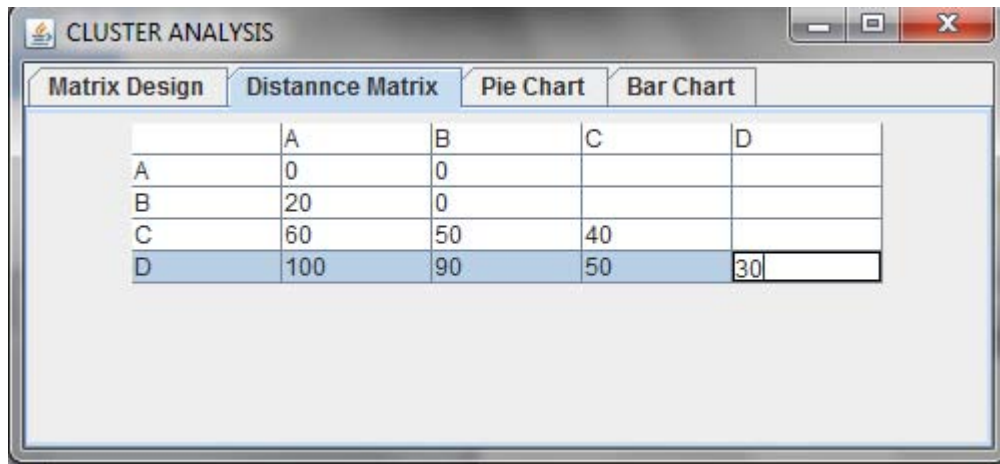 CLUSTER ANALYSIS
Matrix Design Distannce Matrix Pie Chart Bar Chart
A B C D
A 0 0
B 20 0
C 60 50 40
D 100 90 50 30